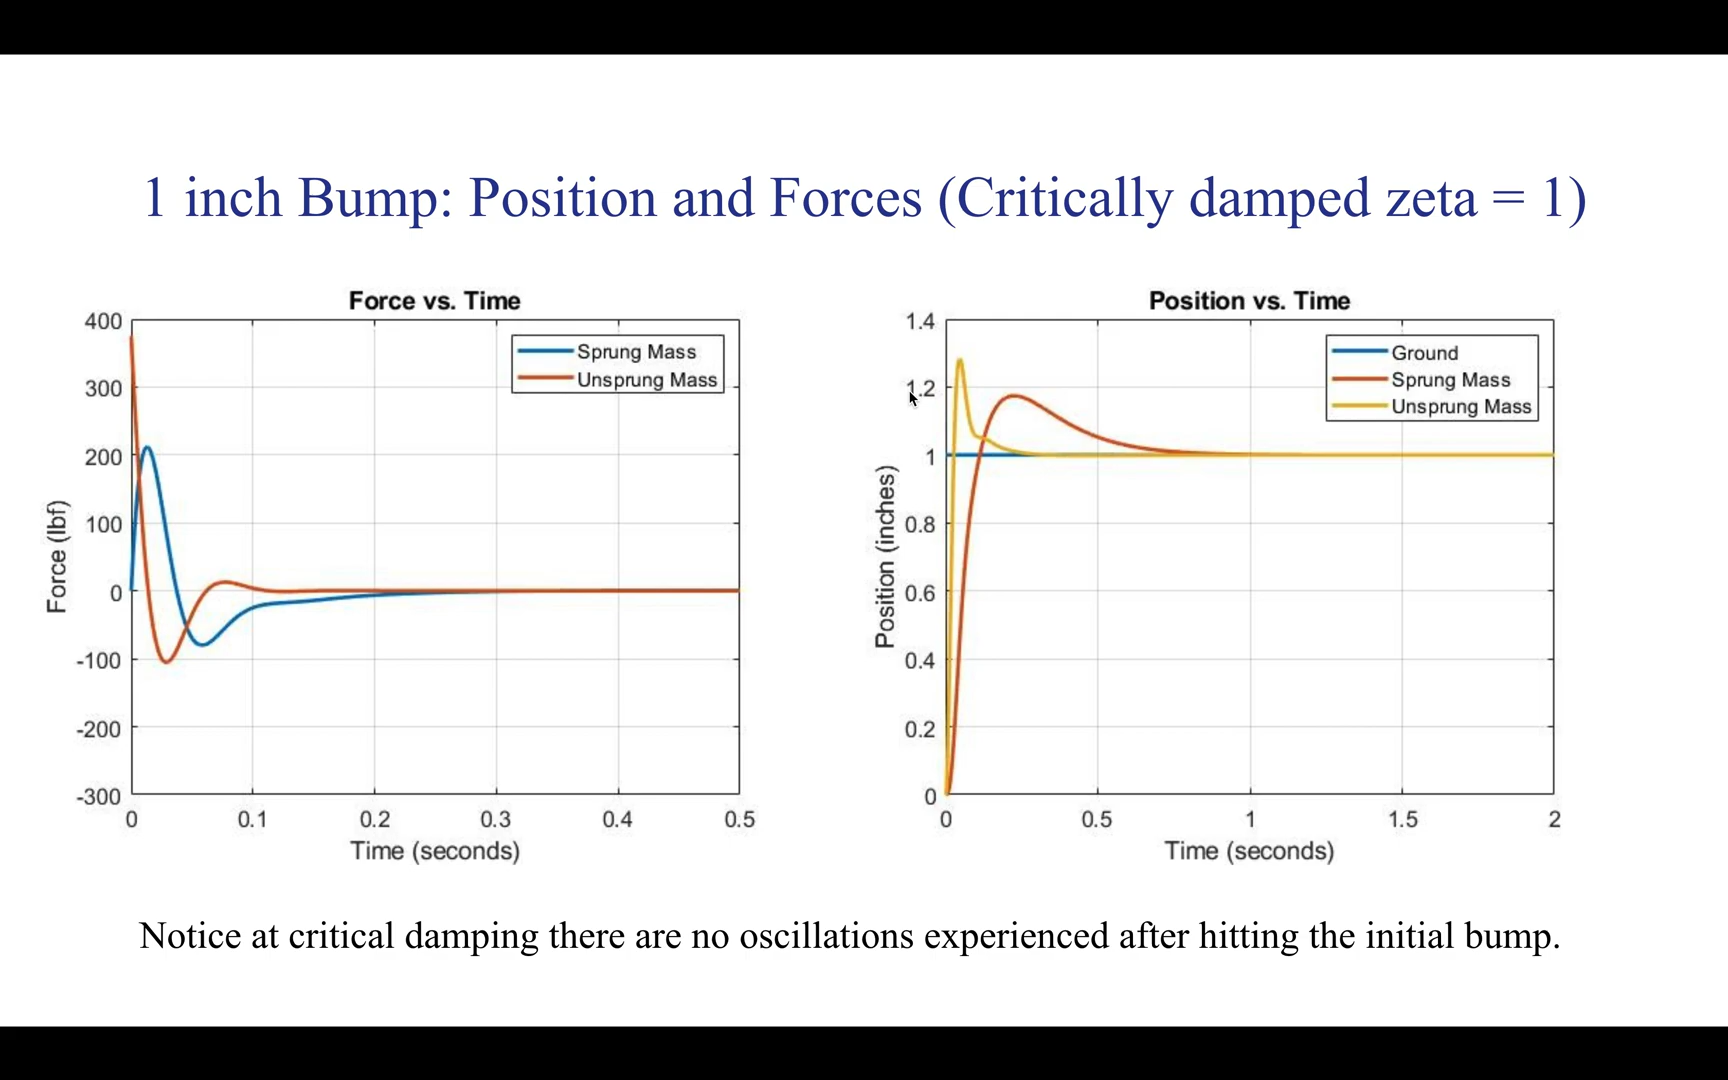 1 inch Bump: Position and Forces (Critically damped zeta = 1)
Force vs. Time
400
300
200
100
0
-100
-200
-300
Force (lbf)
Sprung Mass
Unsprung Mass
0 0.1 0.2 0.3 0.4 0.5
Time (seconds)
Position vs. Time
1.4
1.2
1
0.8
0.6
0.4
0.2
0
Position (inches)
Ground
Sprung Mass
Unsprung Mass
0 0.5 1 1.5 2
Time (seconds)
Notice at critical damping there are no oscillations experienced after hitting the initial bump.